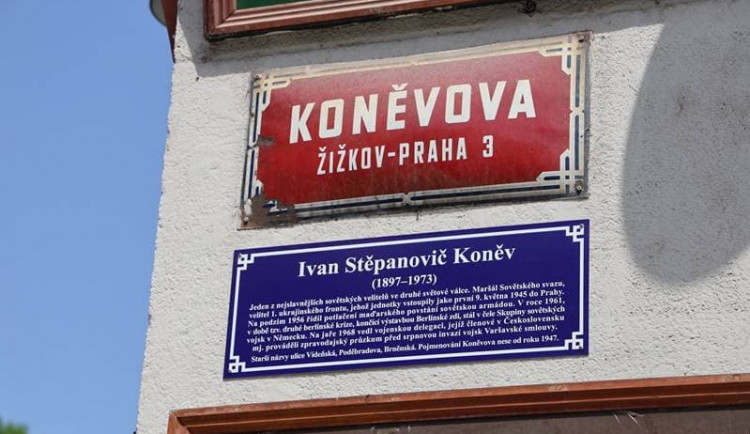 KONĚVOVA
ŽIŽKOV-PRAHA 3
Ivan Stěpanovič Koněv
(1897–1973)
Jeden z nejslavnějších sovětských velitelů ve druhé světové válce. Maršál Sovětského svazu,
velitel 1. ukrajinského frontu, jehož jednotky vstoupily jako první 9. května 1945 do Prahy.
Na podzim 1956 řídil potlačení maďarského povstání sovětskou armádou. V roce 1961,
v době tzv. druhé berlínské krize, končící výstavbou Berlínské zdi, stál v čele Skupiny sovětských
vojsk v Německu. Na jaře 1968 vedl vojenskou delegaci, jejíž členové v Československu
mj. prováděli zpravodajský průzkum před srpnovou invazí vojsk Varšavské smlouvy.
Starší názvy ulice Vídeňská, Poděbradova, Brněnská. Pojmenování Koněvova nese od roku 1947.